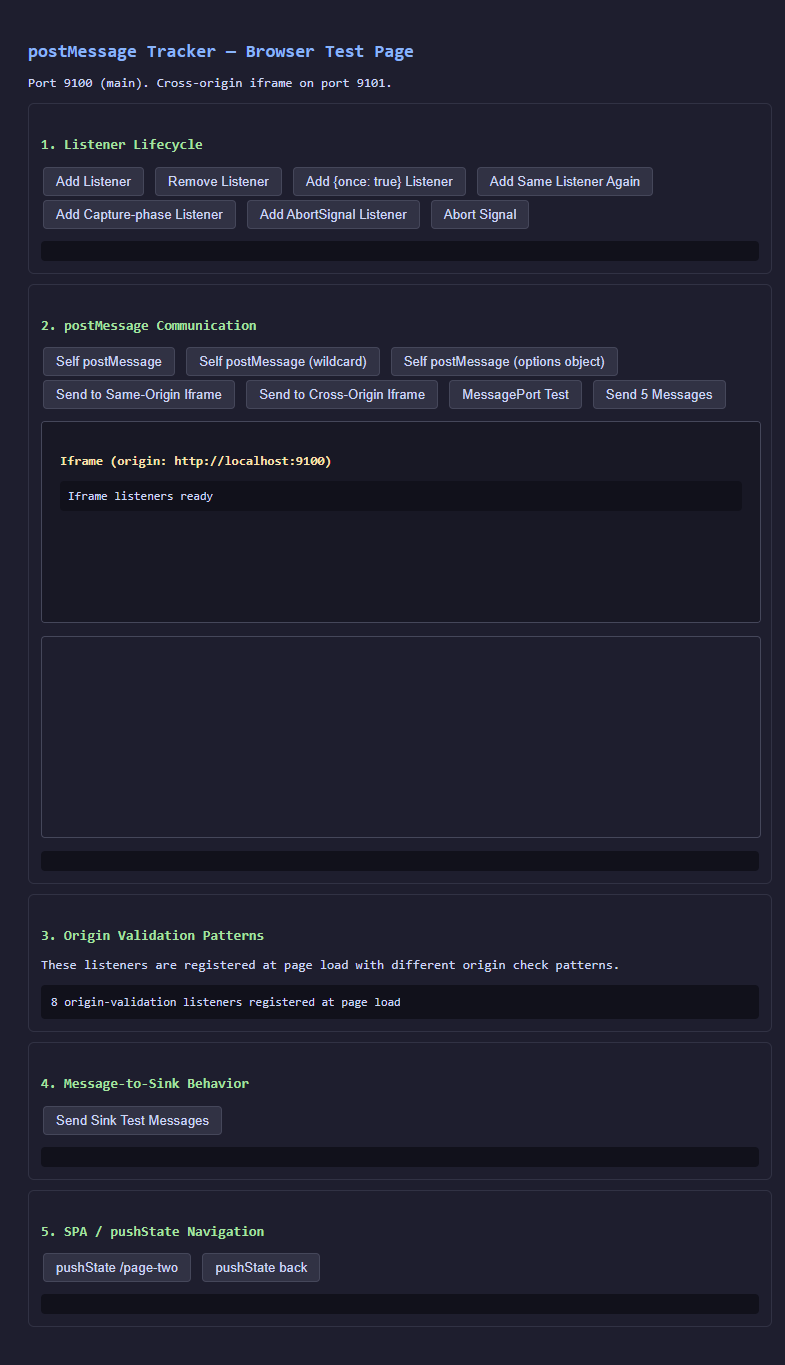 postMessage Tracker — Browser Test Page
Port 9100 (main). Cross-origin iframe on port 9101.
1. Listener Lifecycle
Add Listener Remove Listener Add {once: true} Listener Add Same Listener Again
Add Capture-phase Listener Add AbortSignal Listener Abort Signal
2. postMessage Communication
Self postMessage Self postMessage (wildcard) Self postMessage (options object)
Send to Same-Origin Iframe Send to Cross-Origin Iframe MessagePort Test Send 5 Messages
Iframe (origin: http://localhost:9100)
Iframe listeners ready
3. Origin Validation Patterns
These listeners are registered at page load with different origin check patterns.
8 origin-validation listeners registered at page load
4. Message-to-Sink Behavior
Send Sink Test Messages
5. SPA / pushState Navigation
pushState /page-two pushState back